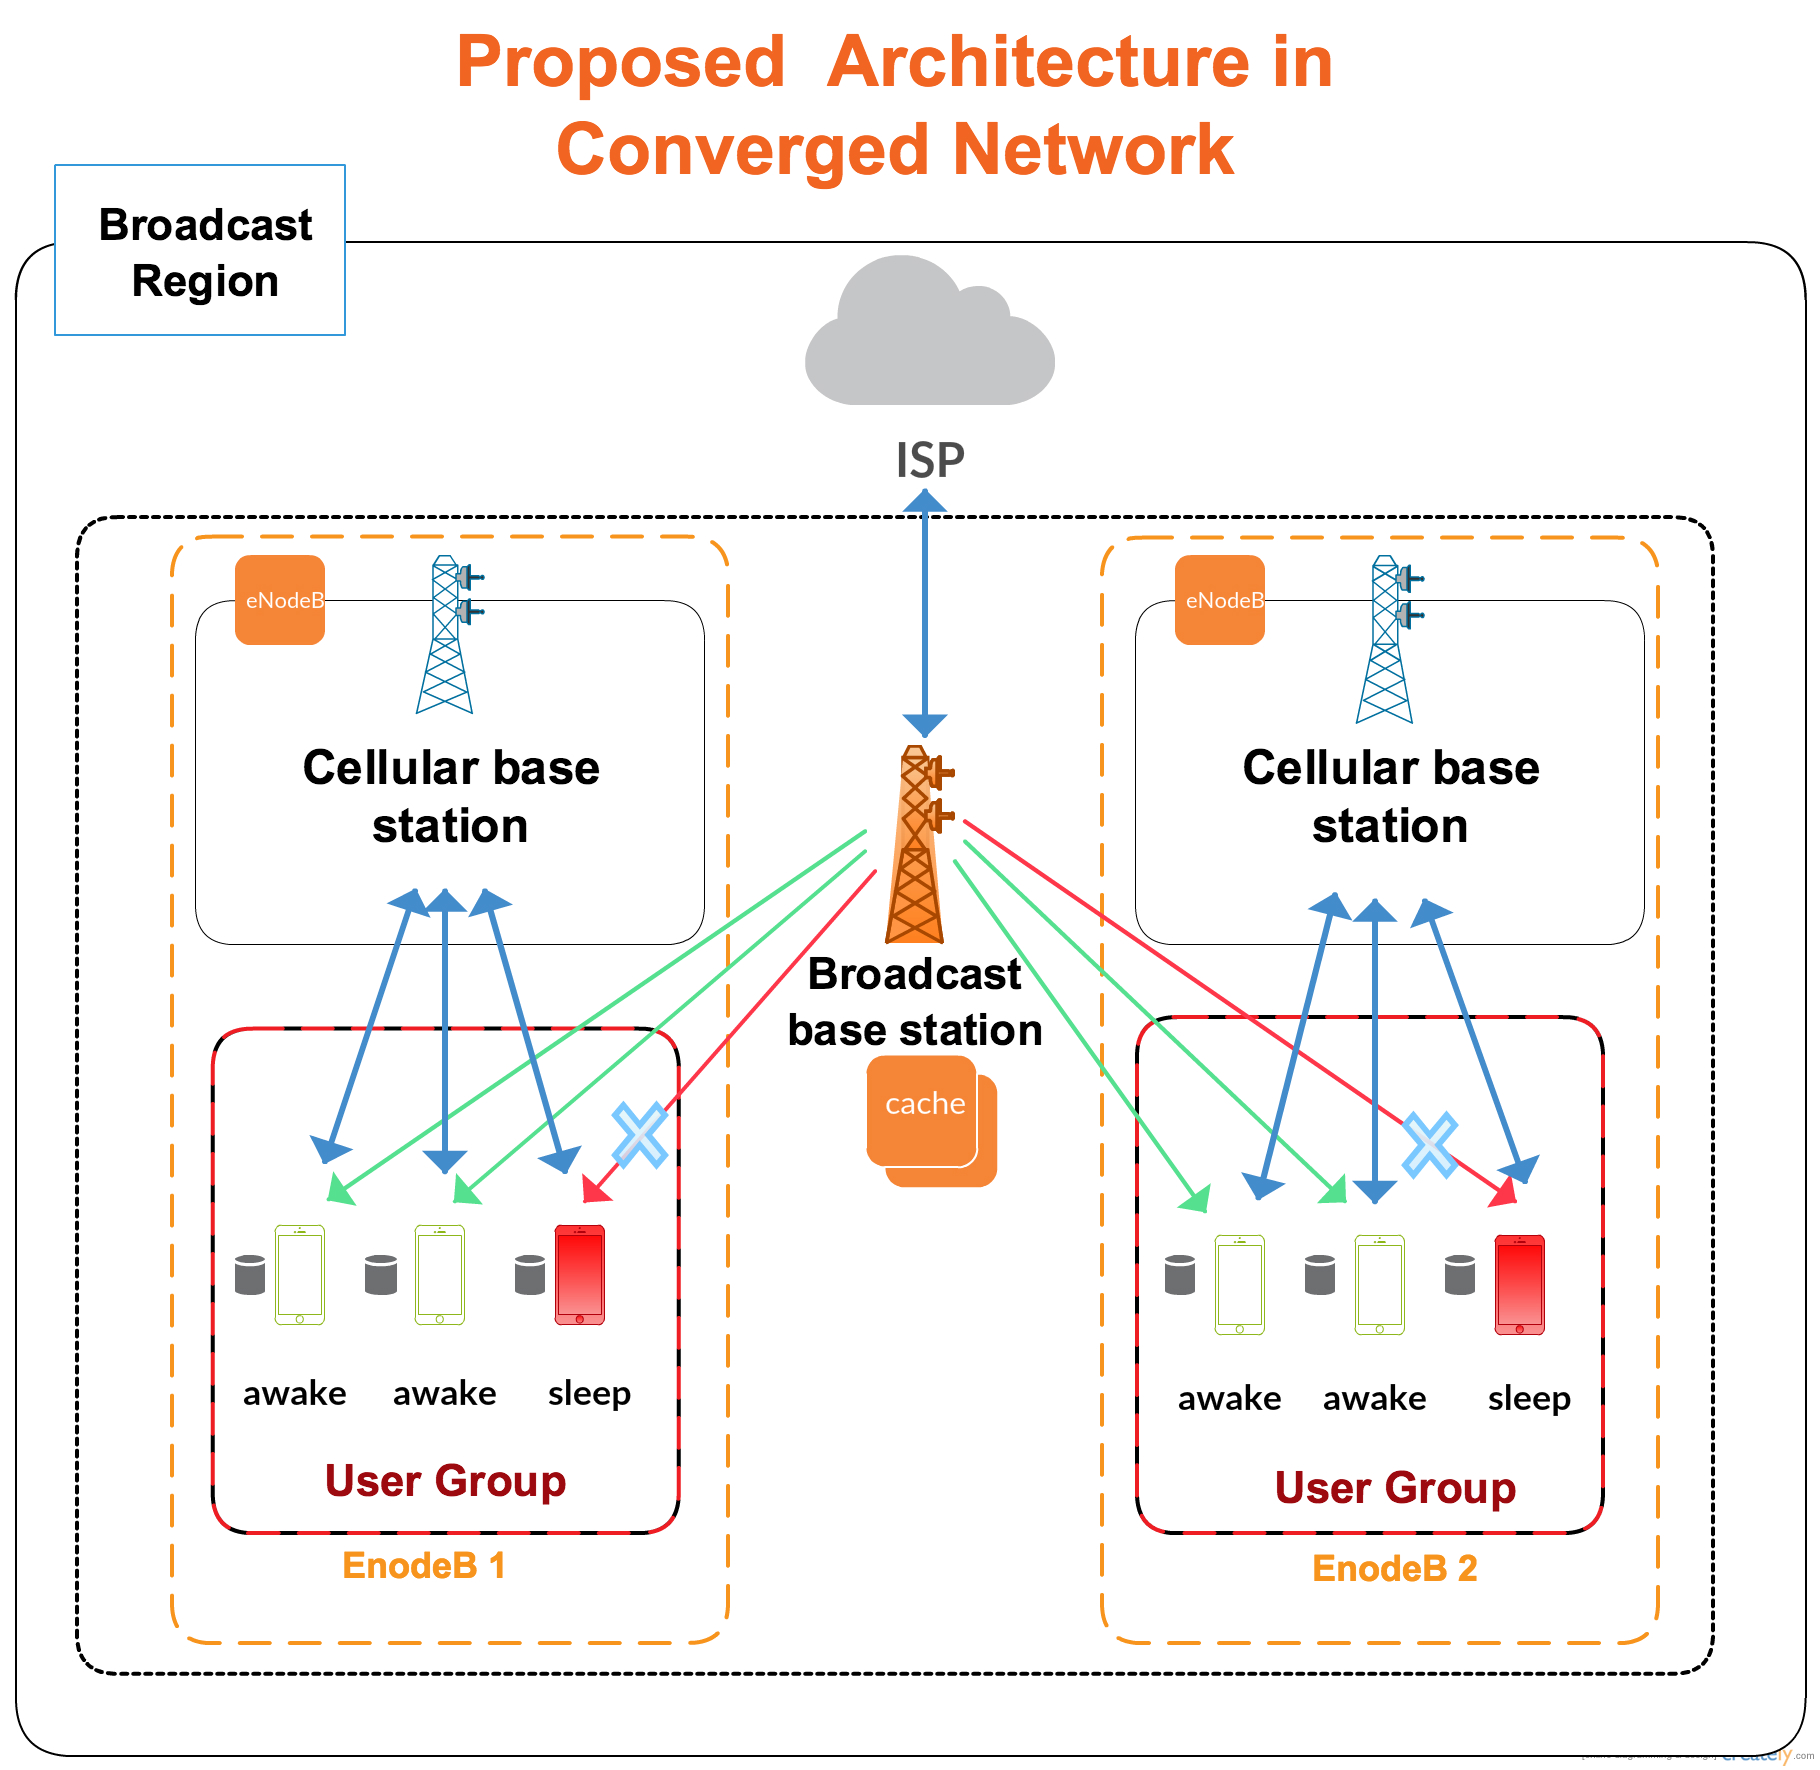 Proposed Architecture in
Converged Network
Broadcast
Region
ISP
eNodeB
eNodeB
Cellular base
station
Cellular base
station
Broadcast
base station
cache
awake
awake
sleep
awake
awake
sleep
User Group
User Group
EnodeB 1
EnodeB 2
creately.com